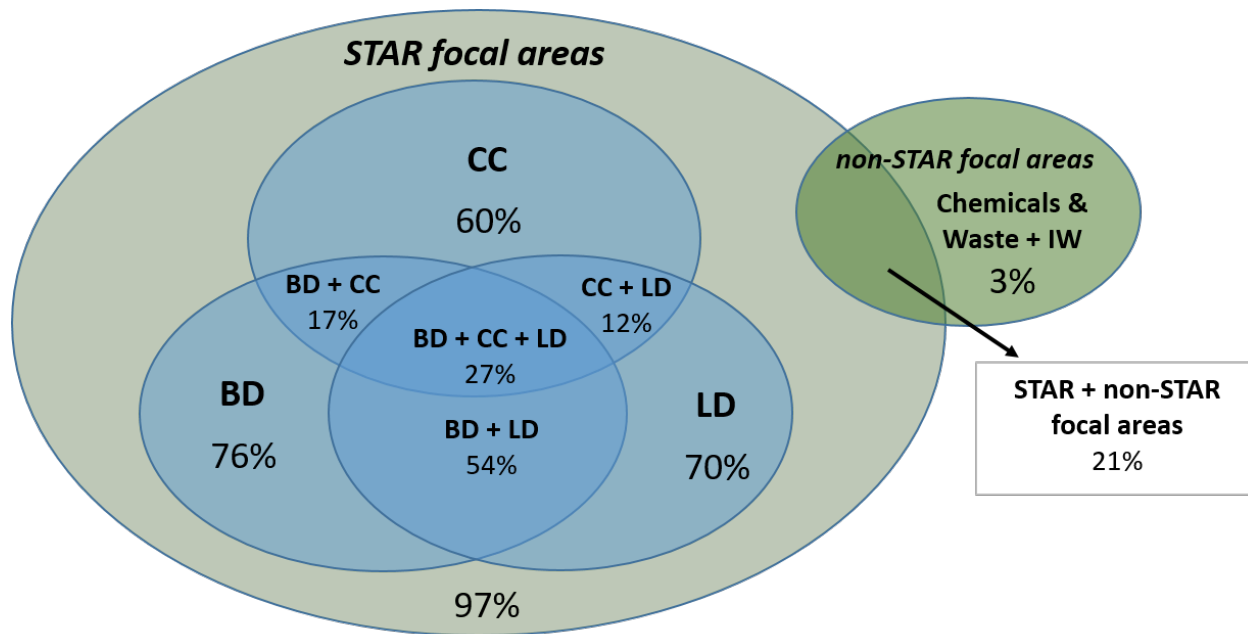 STAR focal areas
CC
60%
non-STAR focal areas
Chemicals &
Waste + IW
3%
BD + CC
17%
CC + LD
12%
BD + CC + LD
27%
BD
76%
BD + LD
54%
LD
70%
STAR + non-STAR
focal areas
21%
97%